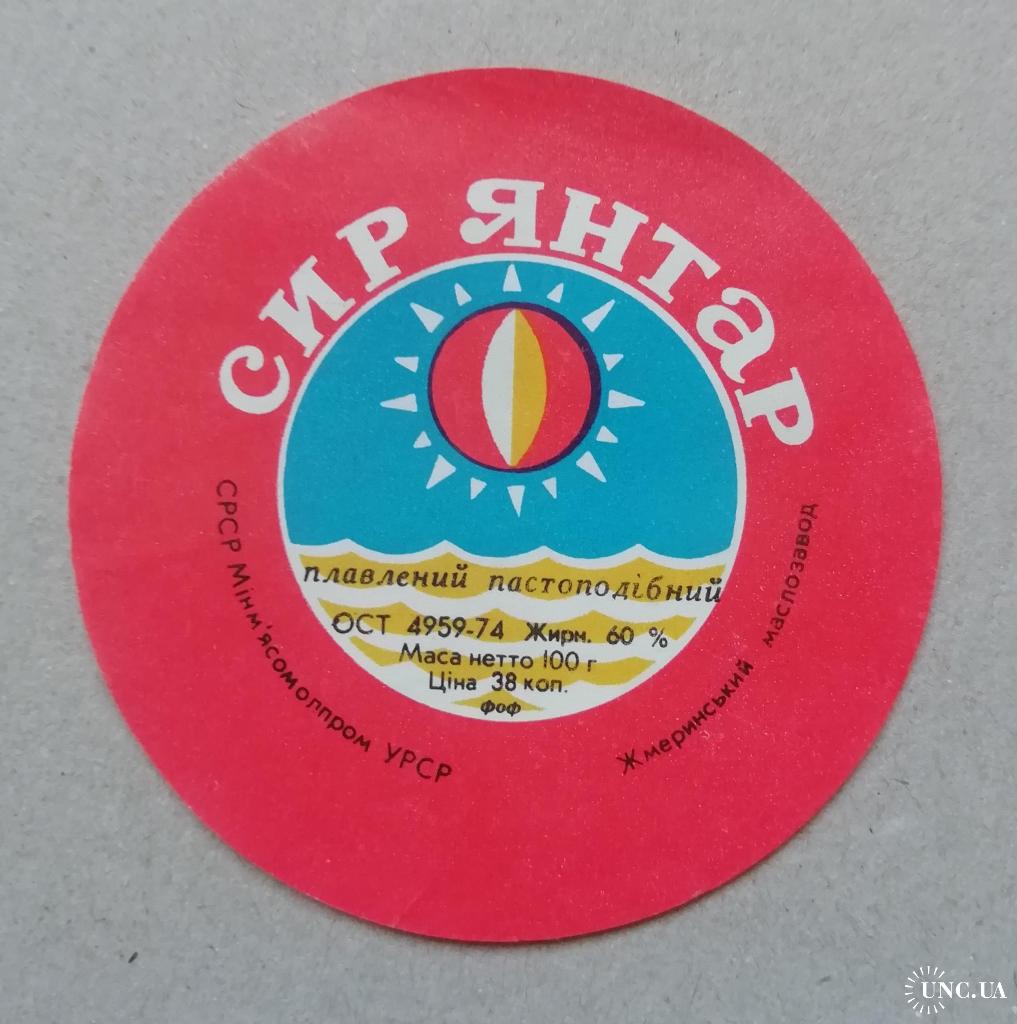 сир янтар
плавлений пастоподібний
ОСТ 4959-74 Жирн. 60 %
Маса нетто 100 г
Ціна 38 коп.
фоф
СРСР Мінм'ясомолпром УРСР
Жмеринський маслозавод
UNC.UA